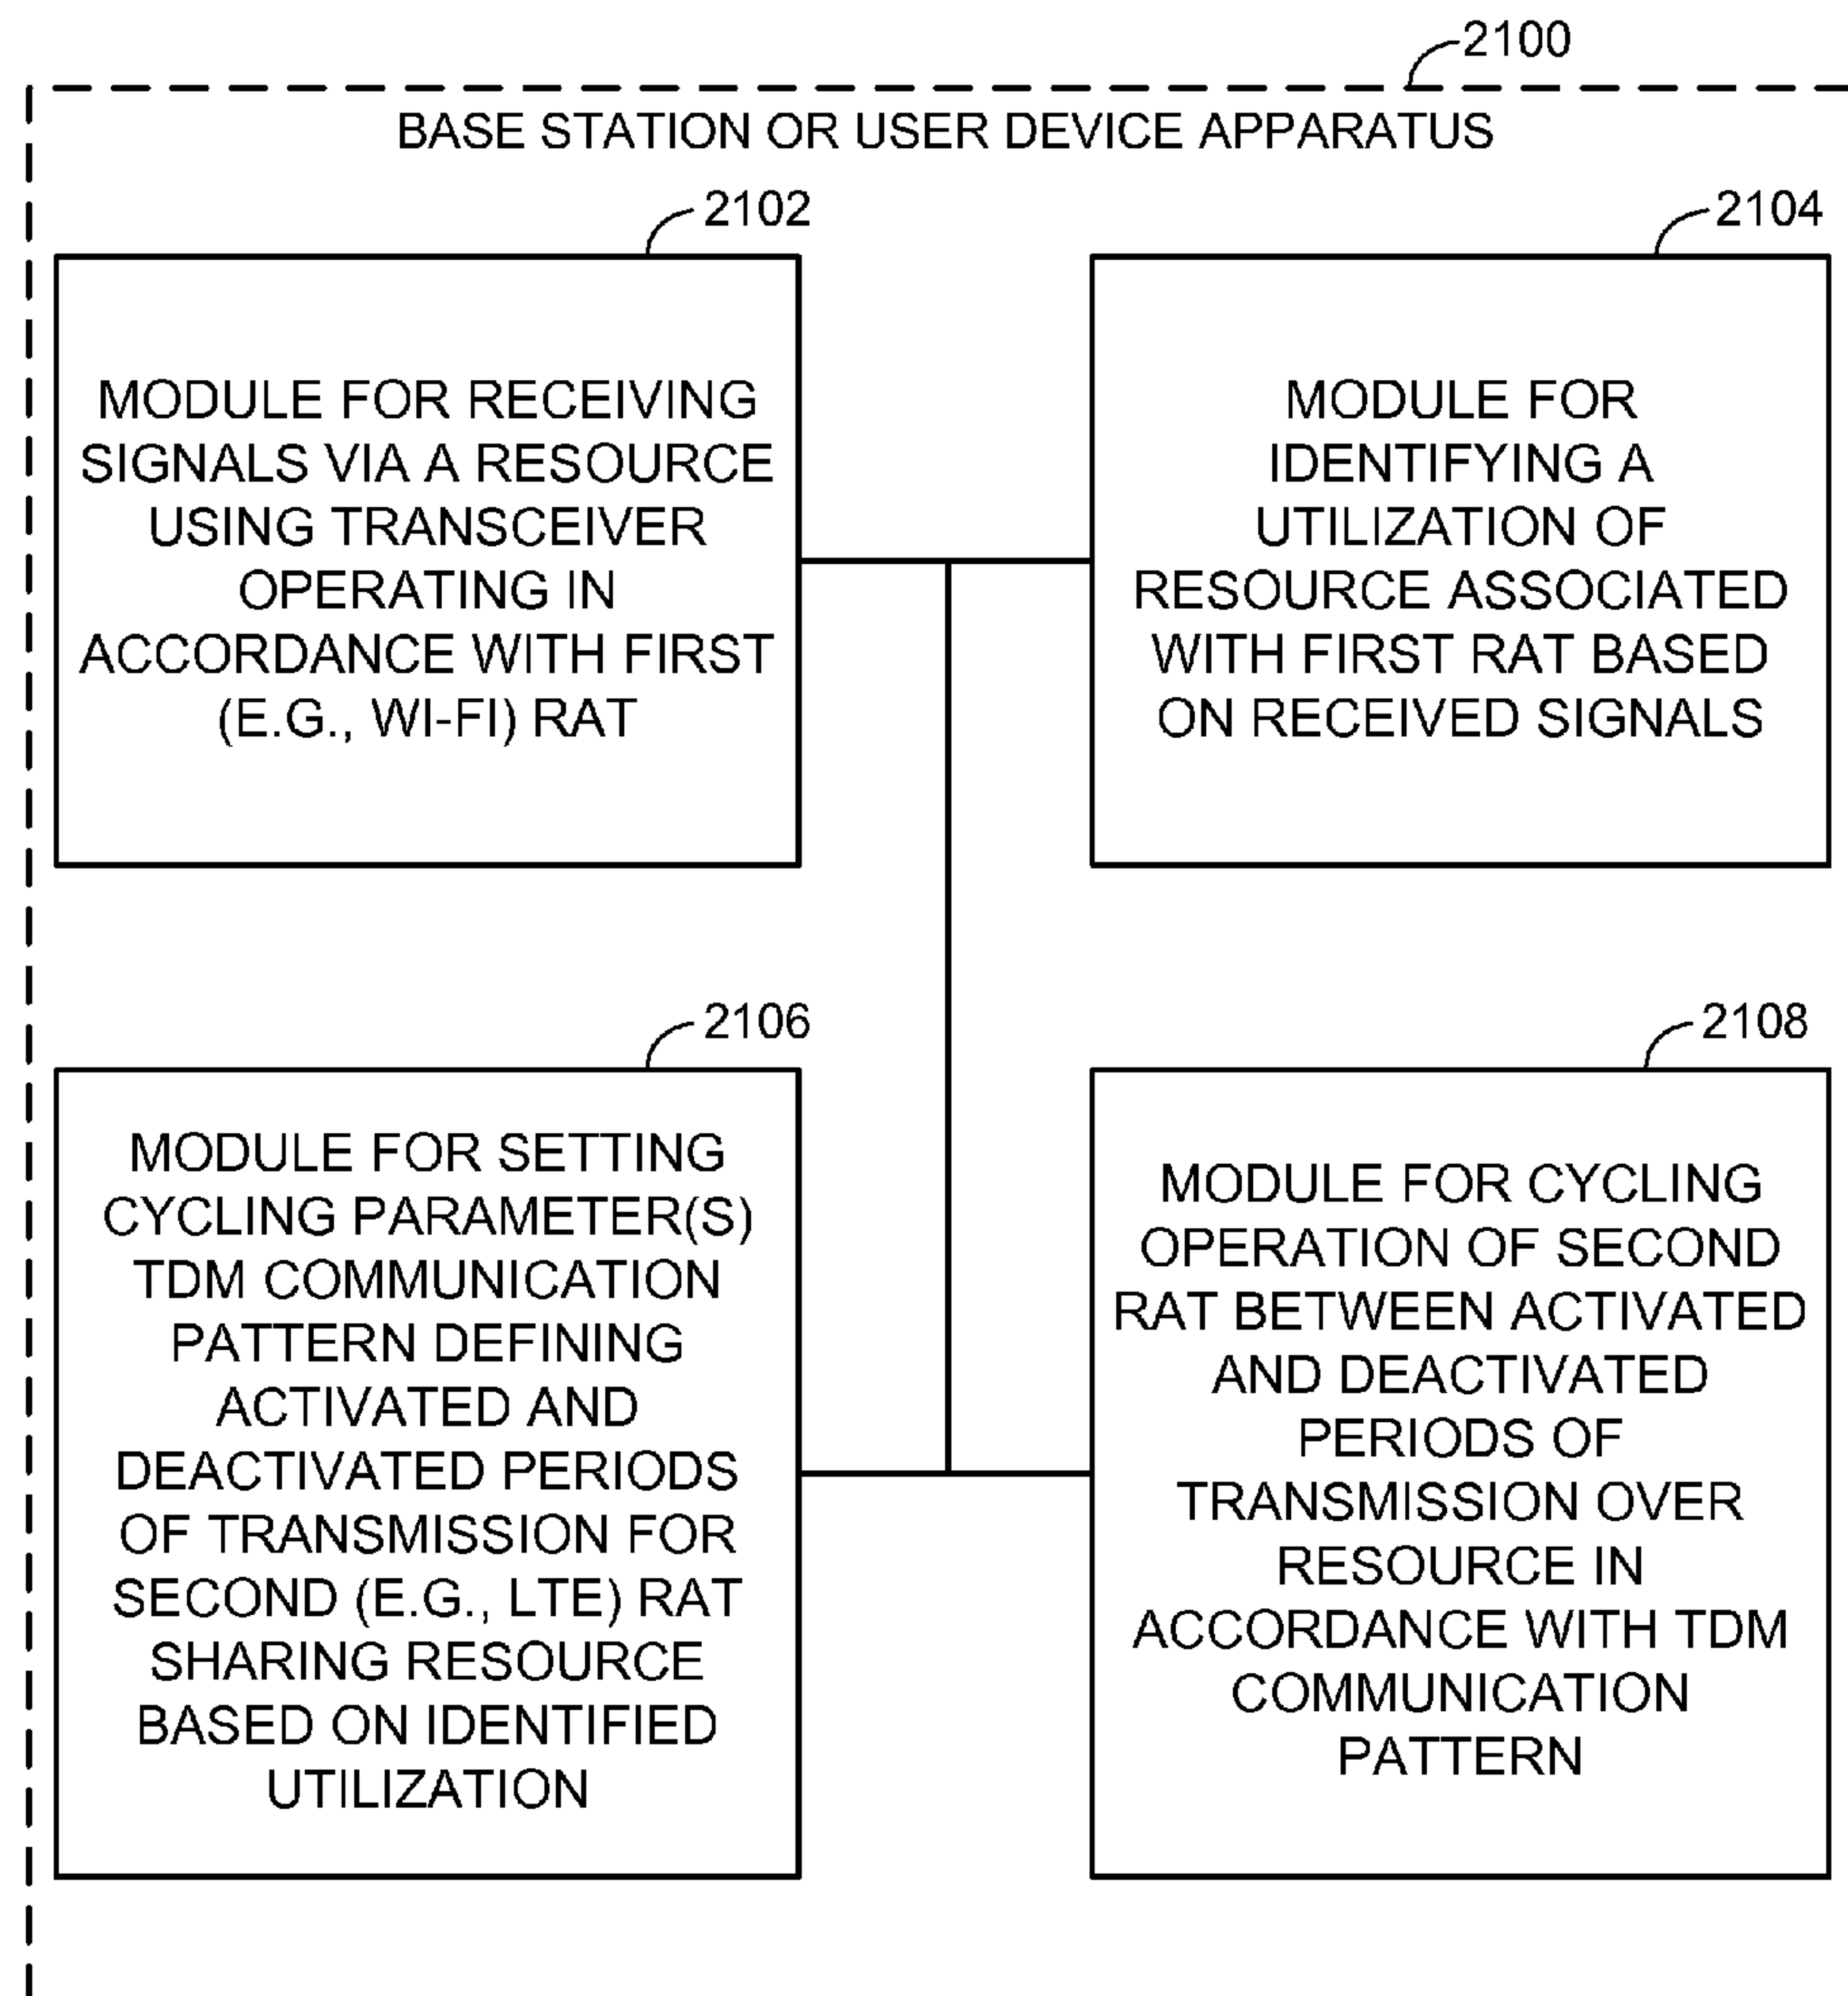 2100
BASE STATION OR USER DEVICE APPARATUS
2102
MODULE FOR RECEIVING
SIGNALS VIA A RESOURCE
USING TRANSCEIVER
OPERATING IN
ACCORDANCE WITH FIRST
(E.G., WI-FI) RAT
2104
MODULE FOR
IDENTIFYING A
UTILIZATION OF
RESOURCE ASSOCIATED
WITH FIRST RAT BASED
ON RECEIVED SIGNALS
2106
MODULE FOR SETTING
CYCLING PARAMETER(S)
TDM COMMUNICATION
PATTERN DEFINING
ACTIVATED AND
DEACTIVATED PERIODS
OF TRANSMISSION FOR
SECOND (E.G., LTE) RAT
SHARING RESOURCE
BASED ON IDENTIFIED
UTILIZATION
2108
MODULE FOR CYCLING
OPERATION OF SECOND
RAT BETWEEN ACTIVATED
AND DEACTIVATED
PERIODS OF
TRANSMISSION OVER
RESOURCE IN
ACCORDANCE WITH TDM
COMMUNICATION
PATTERN